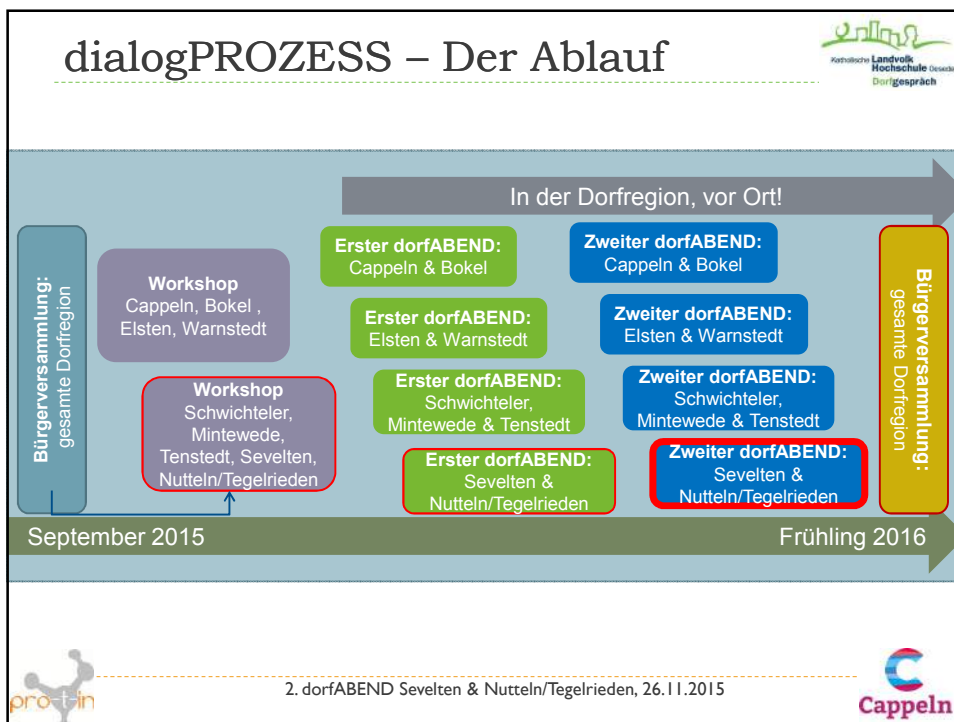 dialogPROZESS – Der Ablauf
Katholische Landvolk
Hochschule Oesede
Dorfgespräch
In der Dorfregion, vor Ort!
Bürgerversammlung:
gesamte Dorfregion
Workshop
Cappeln, Bokel ,
Elsten, Warnstedt
Workshop
Schwichteler,
Mintewede,
Tenstedt, Sevelten,
Nutteln/Tegelrieden
Erster dorfABEND:
Cappeln & Bokel
Erster dorfABEND:
Elsten & Warnstedt
Erster dorfABEND:
Schwichteler,
Mintewede & Tenstedt
Erster dorfABEND:
Sevelten &
Nutteln/Tegelrieden
Zweiter dorfABEND:
Cappeln & Bokel
Zweiter dorfABEND:
Elsten & Warnstedt
Zweiter dorfABEND:
Schwichteler,
Mintewede & Tenstedt
Zweiter dorfABEND:
Sevelten &
Nutteln/Tegelrieden
Bürgerversammlung:
gesamte Dorfregion
September 2015
Frühling 2016
pro-t-in
2. dorfABEND Sevelten & Nutteln/Tegelrieden, 26.11.2015
Cappeln